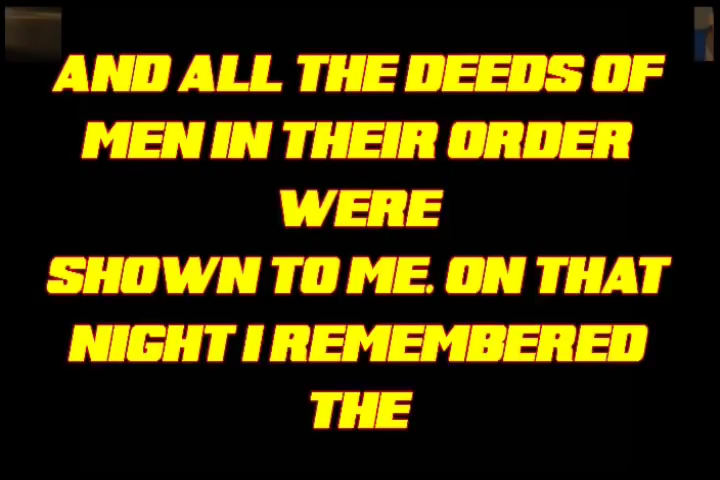 AND ALL THE DEEDS OF
MEN IN THEIR ORDER
WERE
SHOWN TO ME. ON THAT
NIGHT I REMEMBERED
THE